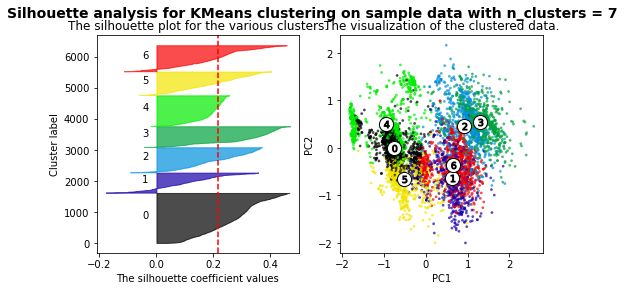 Silhouette analysis for KMeans clustering on sample data with n_clusters = 7
The silhouette plot for the various clusters.
The visualization of the clustered data.
Cluster label
6000
5000
4000
3000
2000
1000
0
6
5
4
3
2
1
0
−0.2 0.0 0.2 0.4
The silhouette coefficient values
PC2
2
1
0
−1
−2
4
0
2
3
6
1
5
−2 −1 0 1 2
PC1